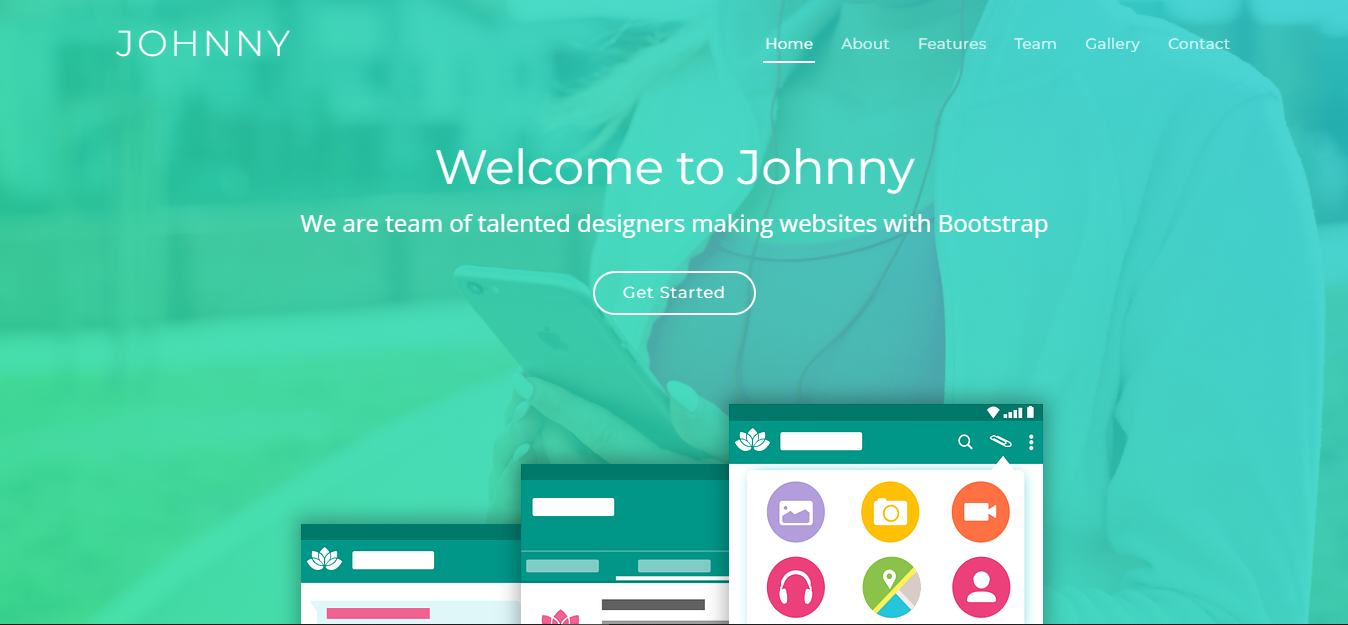 JOHNNY
Home About Features Team Gallery Contact
Welcome to Johnny
We are team of talented designers making websites with Bootstrap
Get Started